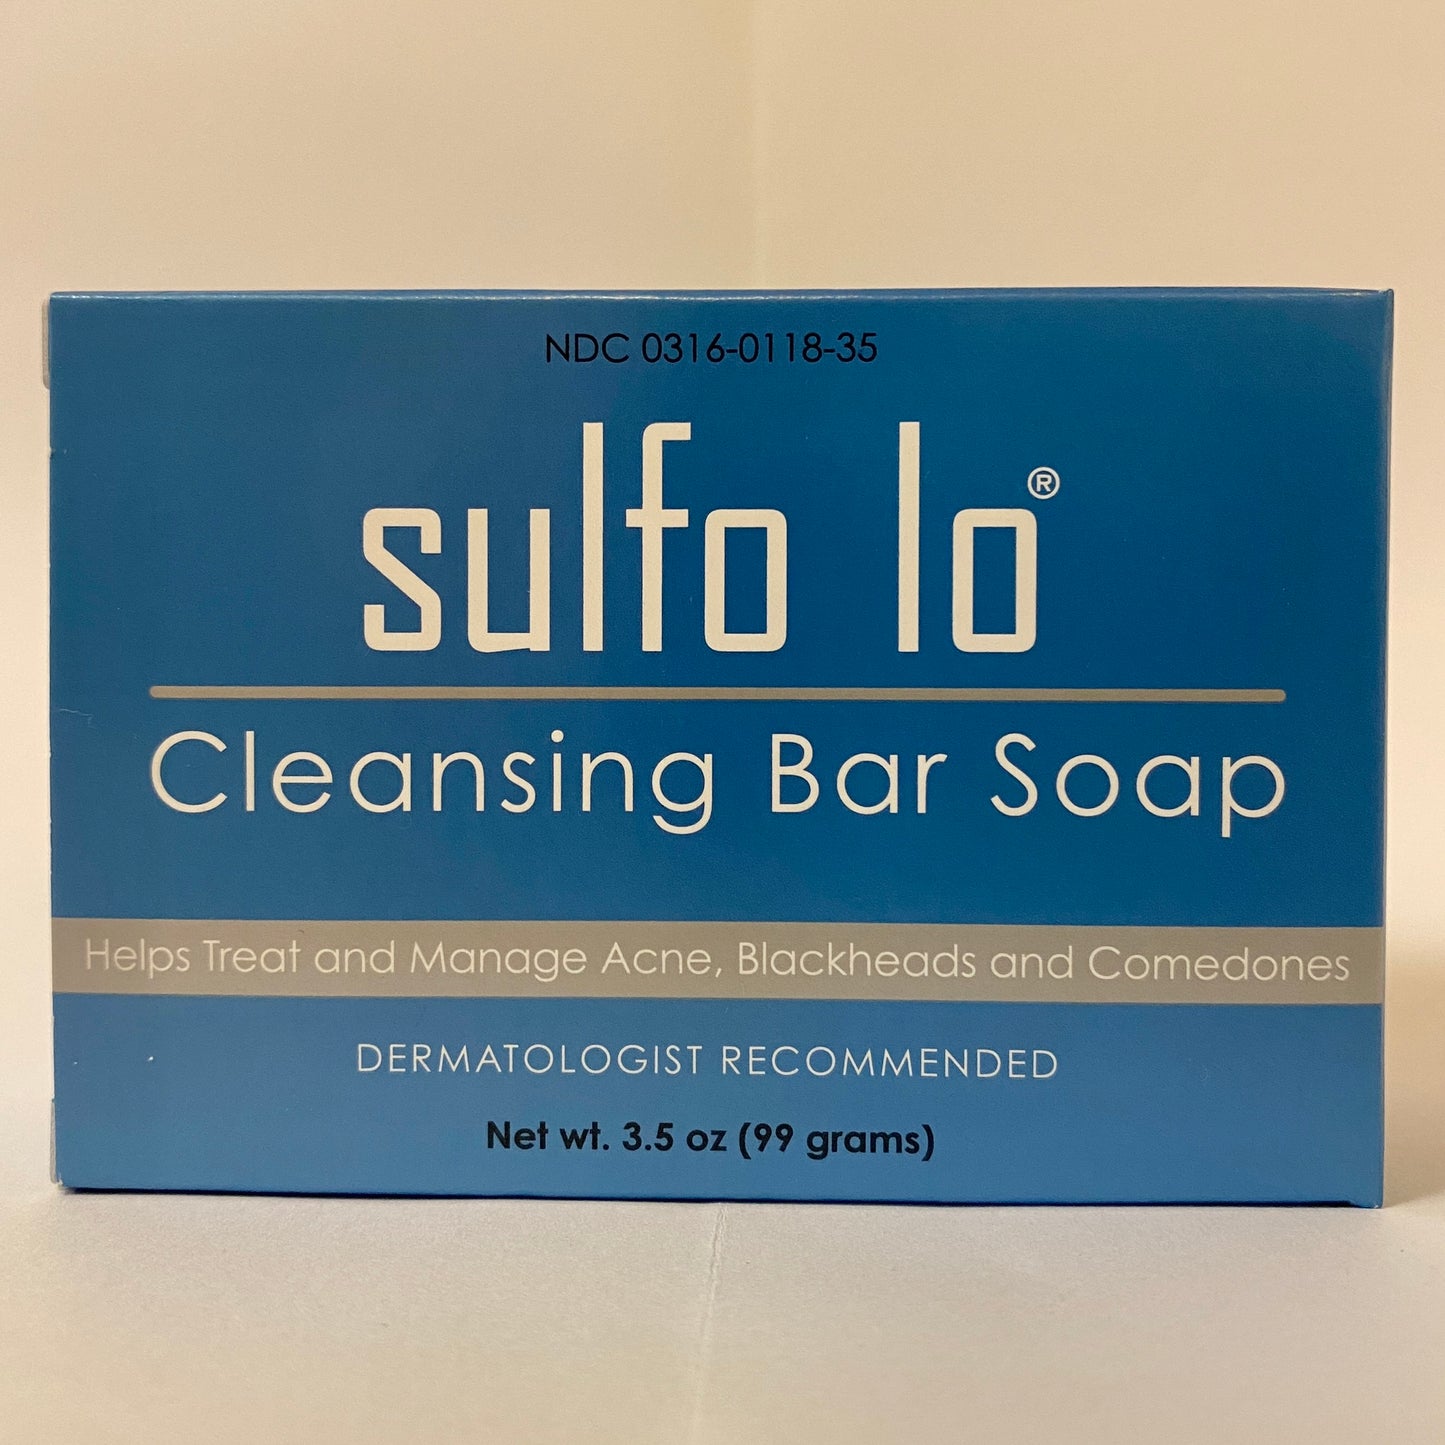 NDC 0316-0118-35
sulfo lo®
Cleansing Bar Soap
Helps Treat and Manage Acne, Blackheads and Comedones
DERMATOLOGIST RECOMMENDED
Net wt. 3.5 oz (99 grams)